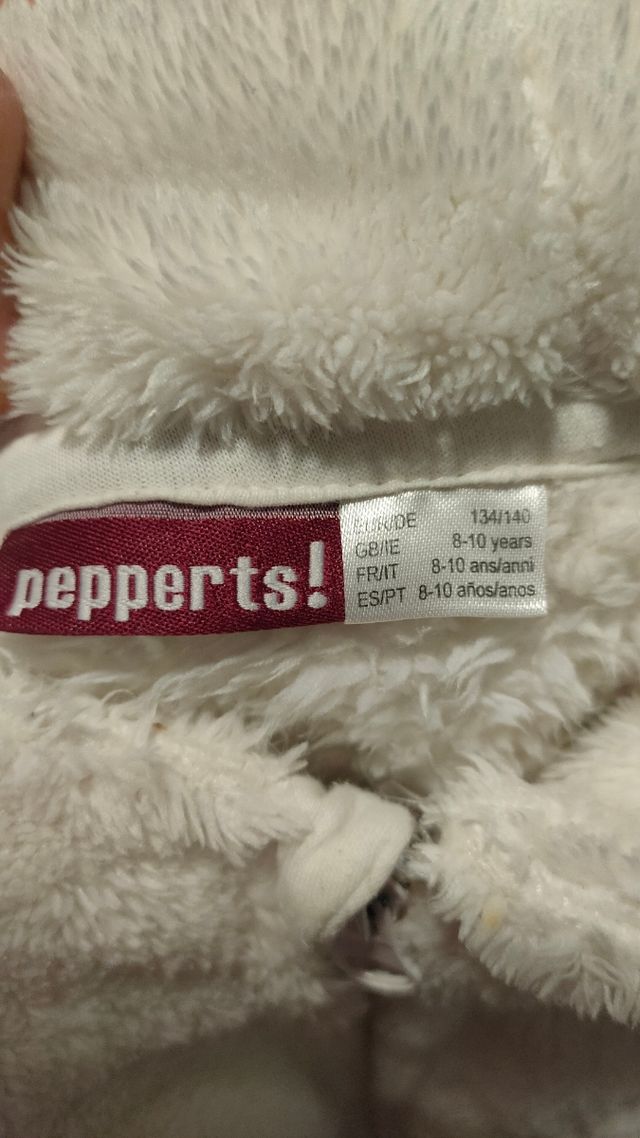 pepperts!
EUR/DE 134/140
GB/IE 8-10 years
FR/IT 8-10 ans/anni
ES/PT 8-10 años/anos